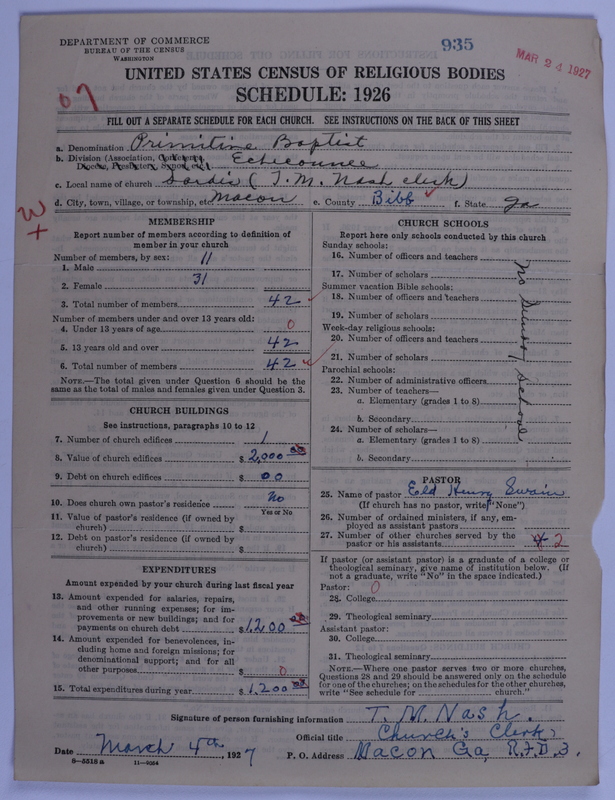 DEPARTMENT OF COMMERCE
BUREAU OF THE CENSUS
WASHINGTON
935
MAR 24 1927
UNITED STATES CENSUS OF RELIGIOUS BODIES
SCHEDULE: 1926
FILL OUT A SEPARATE SCHEDULE FOR EACH CHURCH. SEE INSTRUCTIONS ON THE BACK OF THIS SHEET
a. Denomination Primitive Baptist
b. Division (Association, Conference, Echeconnee
Diocese, Presbytery, Synod, etc.)
c. Local name of church Sardis (T. M. Nash clerk)
d. City, town, village, or township, etc. Macon e. County Bibb f. State Ga
MEMBERSHIP
Report number of members according to definition of
member in your church
Number of members, by sex:
1. Male 11
2. Female 31
3. Total number of members 42
Number of members under and over 13 years old:
4. Under 13 years of age 0
5. 13 years old and over 42
6. Total number of members 42
NOTE.—The total given under Question 6 should be the
same as the total of males and females given under Question 3.
CHURCH BUILDINGS
See instructions, paragraphs 10 to 12
7. Number of church edifices 1
8. Value of church edifices $ 2,000 00
9. Debt on church edifices $ 00
10. Does church own pastor's residence No
Yes or No
11. Value of pastor's residence (if owned by
church) $
12. Debt on pastor's residence (if owned by
church) $
EXPENDITURES
Amount expended by your church during last fiscal year
13. Amount expended for salaries, repairs,
and other running expenses; for im-
provements or new buildings; and for
payments on church debt $ 1,200 00
14. Amount expended for benevolences, in-
cluding home and foreign missions; for
denominational support; and for all
other purposes $ 0
15. Total expenditures during year $ 1,200 00
CHURCH SCHOOLS
Report here only schools conducted by this church
Sunday schools:
16. Number of officers and teachers
17. Number of scholars
Summer vacation Bible schools:
18. Number of officers and teachers
19. Number of scholars
Week-day religious schools:
20. Number of officers and teachers
21. Number of scholars
Parochial schools:
22. Number of administrative officers
23. Number of teachers—
a. Elementary (grades 1 to 8)
b. Secondary
24. Number of scholars—
a. Elementary (grades 1 to 8)
b. Secondary
No Sunday School
PASTOR
25. Name of pastor Eld Henry Swain
(If church has no pastor, write "None")
26. Number of ordained ministers, if any, em-
ployed as assistant pastors
27. Number of other churches served by the
pastor or his assistants 4 2
If pastor (or assistant pastor) is a graduate of a college or
theological seminary, give name of institution below. (If
not a graduate, write "No" in the space indicated.)
Pastor: 0
28. College
29. Theological seminary
Assistant pastor:
30. College
31. Theological seminary
NOTE.—Where one pastor serves two or more churches,
Questions 28 and 29 should be answered only on the schedule
for one of the churches; on the schedules for the other churches,
write "See schedule for church."
Signature of person furnishing information T. M. Nash.
Official title Church's Clerk,
Date March 4th, 1927 P. O. Address Macon Ga, R.F.D. 3.
8—5518 a 11—9054